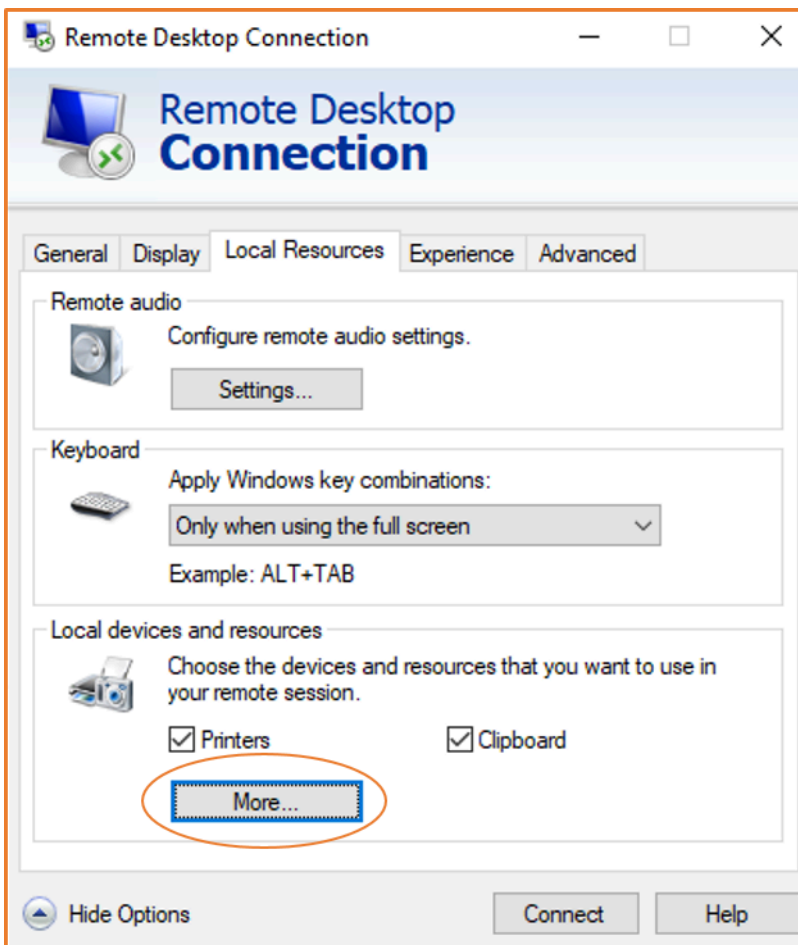 Remote Desktop Connection
Remote Desktop
Connection
General Display Local Resources Experience Advanced
Remote audio
Configure remote audio settings.
Settings...
Keyboard
Apply Windows key combinations:
Only when using the full screen
Example: ALT+TAB
Local devices and resources
Choose the devices and resources that you want to use in
your remote session.
Printers Clipboard
More...
Hide Options Connect Help